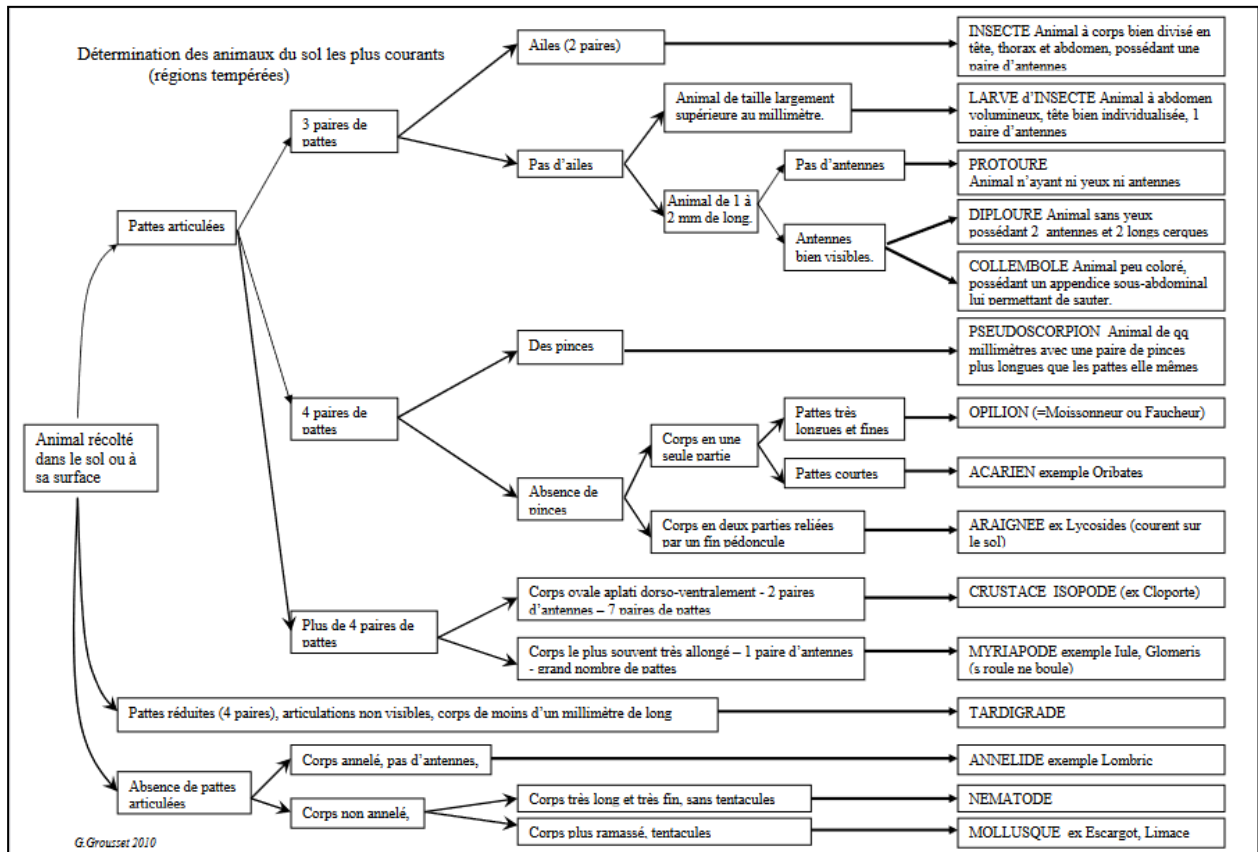 Détermination des animaux du sol les plus courants
(régions tempérées)
Ailes (2 paires)
INSECTE Animal à corps bien divisé en
tête, thorax et abdomen, possédant une
paire d'antennes
3 paires de
pattes
Animal de taille largement
supérieure au millimètre.
LARVE d'INSECTE Animal à abdomen
volumineux, tête bien individualisée, 1
paire d'antennes
Pas d'ailes
Pas d'antennes
PROTOURE
Animal n'ayant ni yeux ni antennes
Animal de 1 à
2 mm de long.
Pattes articulées
Antennes
bien visibles.
DIPLOURE Animal sans yeux
possédant 2 antennes et 2 longs cerques
COLLEMBOLE Animal peu coloré,
possédant un appendice sous-abdominal
lui permettant de sauter.
Des pinces
PSEUDOSCORPION Animal de qq
millimètres avec une paire de pinces
plus longues que les pattes elle mêmes
4 paires de
pattes
Pattes très
longues et fines
OPILION (=Moissonneur ou Faucheur)
Animal récolté
dans le sol ou à
sa surface
Corps en une
seule partie
Pattes courtes
ACARIEN exemple Oribates
Absence de
pinces
Corps en deux parties reliées
par un fin pédoncule
ARAIGNEE ex Lycosides (courent sur
le sol)
Plus de 4 paires de
pattes
Corps ovale aplati dorso-ventralement - 2 paires
d'antennes – 7 paires de pattes
CRUSTACE ISOPODE (ex Cloporte)
Corps le plus souvent très allongé – 1 paire d'antennes
- grand nombre de pattes
MYRIAPODE exemple Iule, Glomeris
(s roule ne boule)
Pattes réduites (4 paires), articulations non visibles, corps de moins d'un millimètre de long
TARDIGRADE
Absence de pattes
articulées
Corps annelé, pas d'antennes,
ANNELIDE exemple Lombric
Corps non annelé,
Corps très long et très fin, sans tentacules
NEMATODE
Corps plus ramassé, tentacules
MOLLUSQUE ex Escargot, Limace
G.Grousset 2010